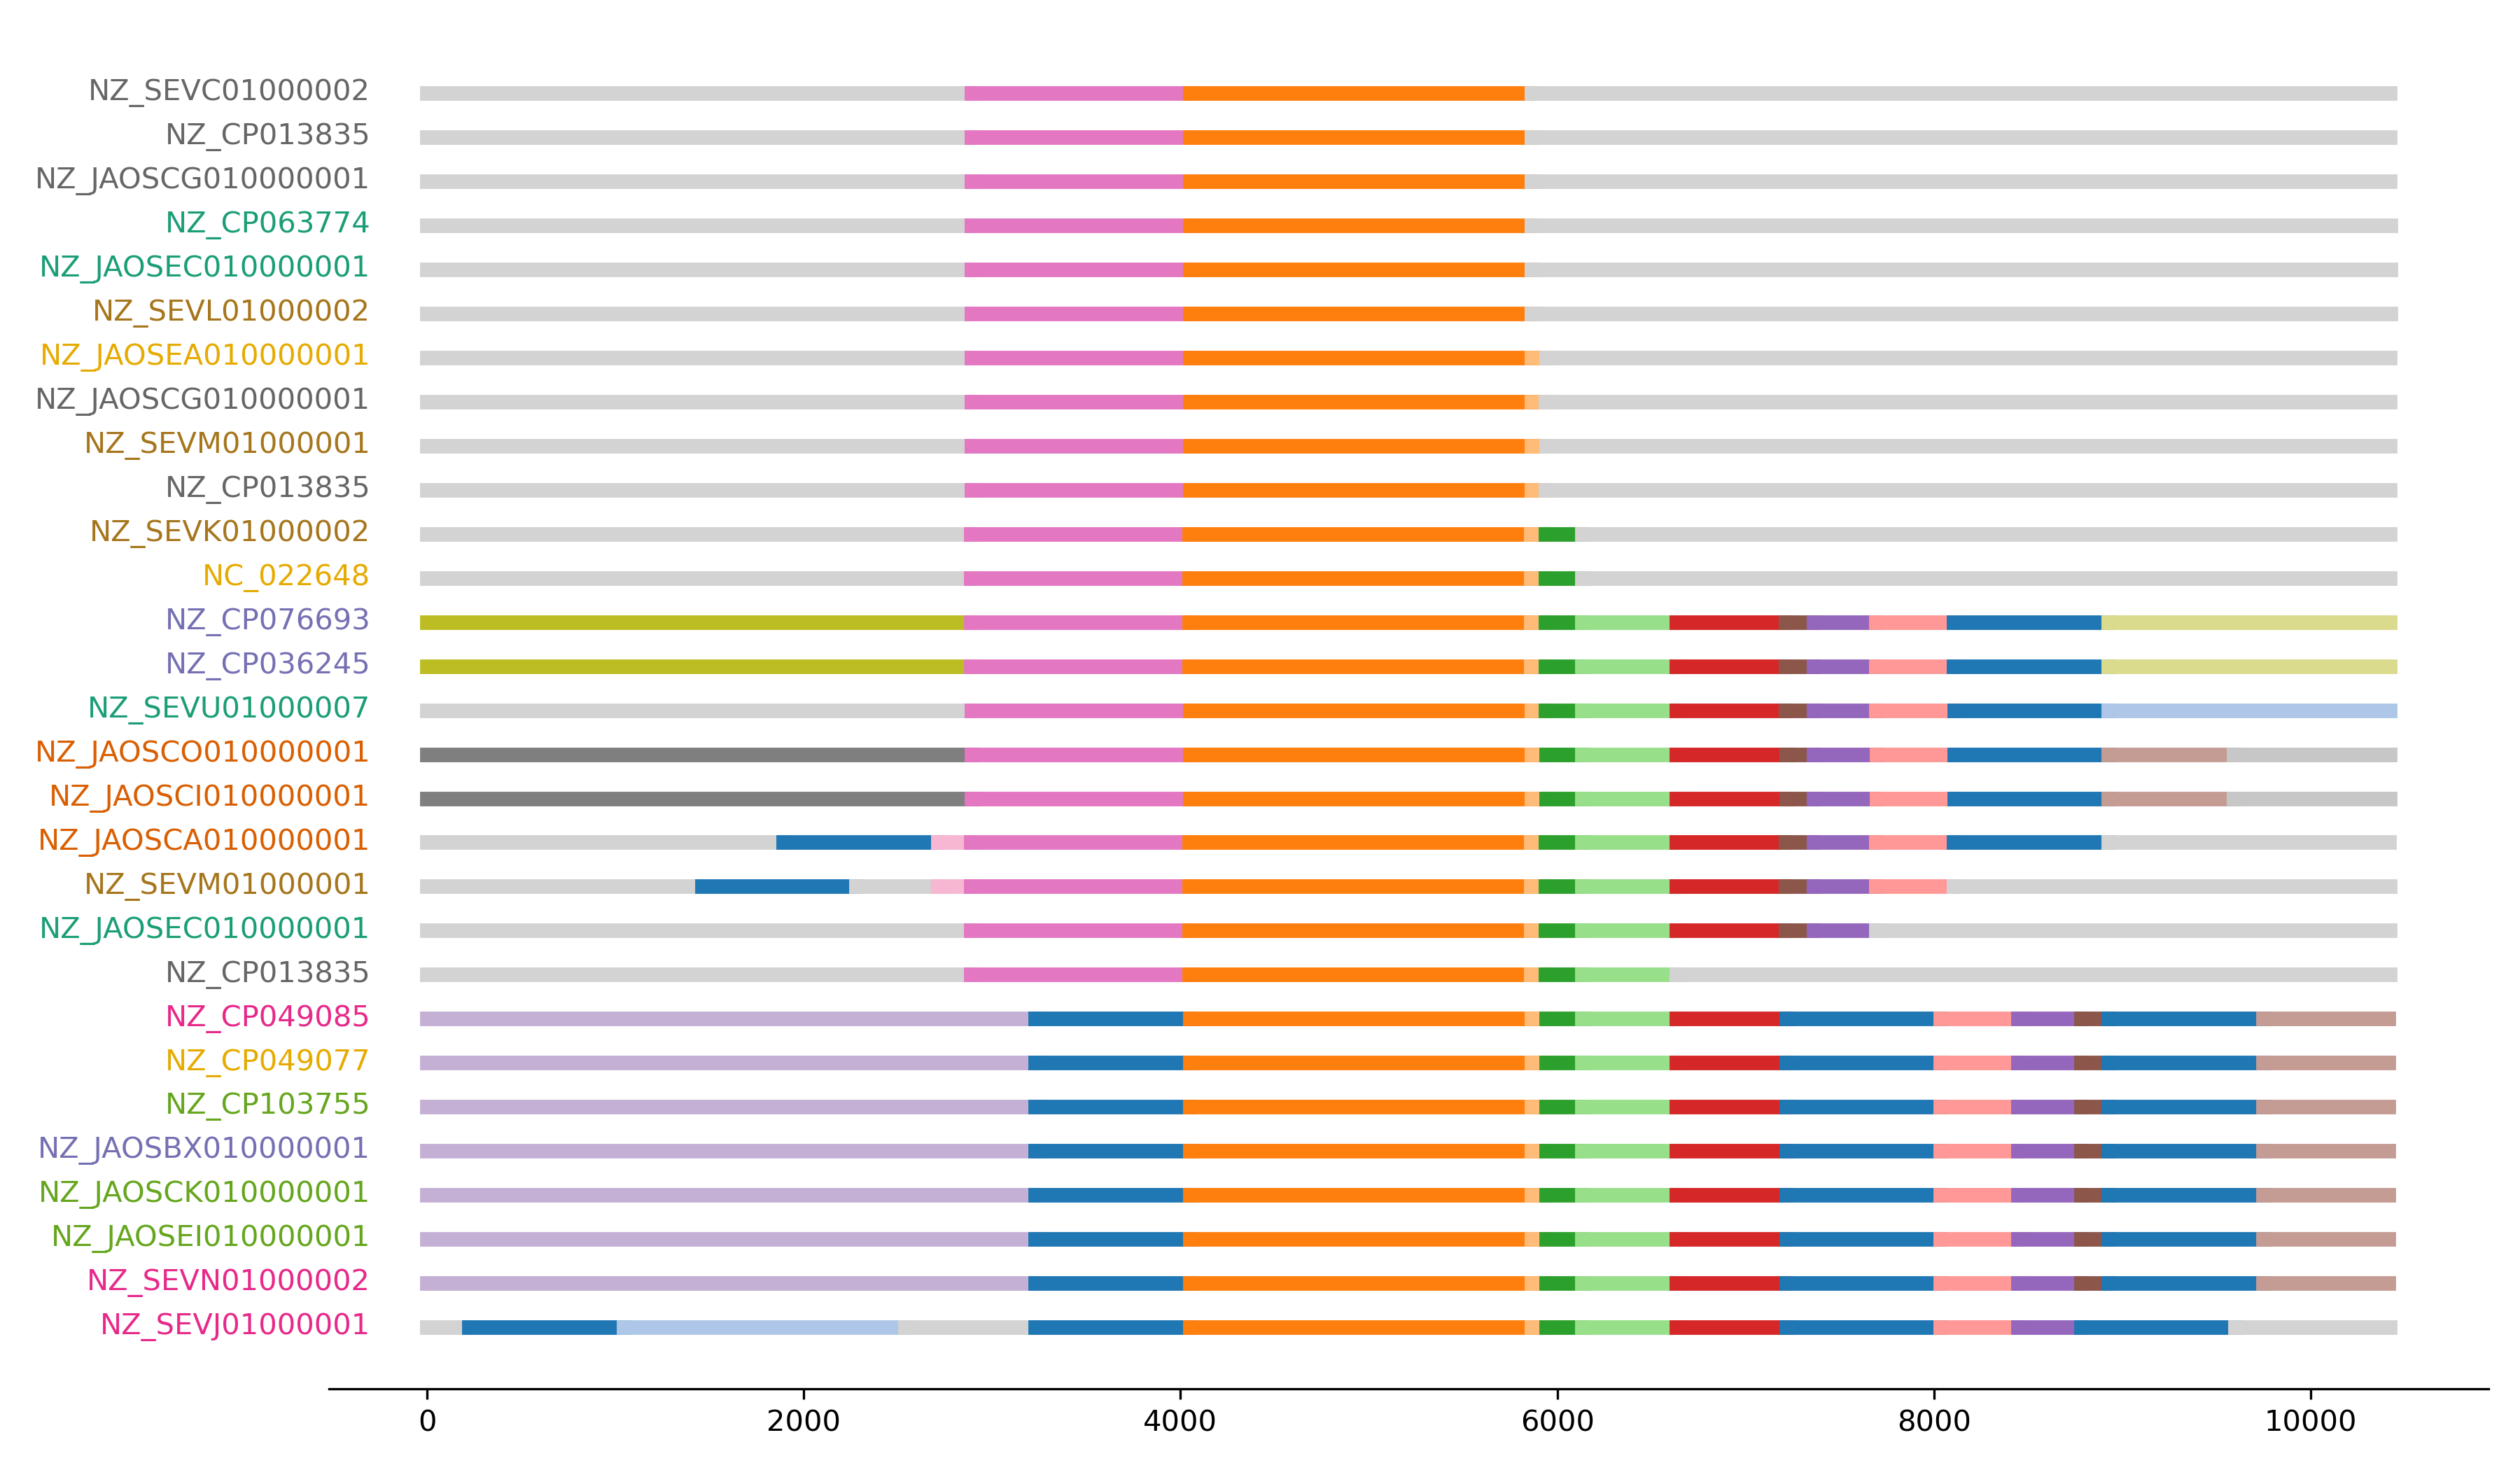 NZ_SEVC01000002
NZ_CP013835
NZ_JAOSCG010000001
NZ_CP063774
NZ_JAOSEC010000001
NZ_SEVL01000002
NZ_JAOSEA010000001
NZ_JAOSCG010000001
NZ_SEVM01000001
NZ_CP013835
NZ_SEVK01000002
NC_022648
NZ_CP076693
NZ_CP036245
NZ_SEVU01000007
NZ_JAOSCO010000001
NZ_JAOSCI010000001
NZ_JAOSCA010000001
NZ_SEVM01000001
NZ_JAOSEC010000001
NZ_CP013835
NZ_CP049085
NZ_CP049077
NZ_CP103755
NZ_JAOSBX010000001
NZ_JAOSCK010000001
NZ_JAOSEI010000001
NZ_SEVN01000002
NZ_SEVJ01000001
0 2000 4000 6000 8000 10000